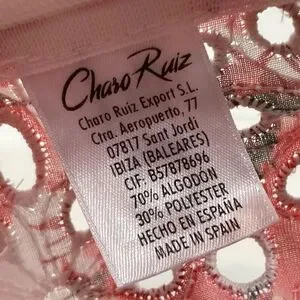 Charo Ruiz
Charo Ruiz Export S.L.
Ctra. Aeropuerto, 77
07817 Sant Jordi
IBIZA (BALEARES)
CIF: B57878696
70% ALGODÓN
30% POLYESTER
HECHO EN ESPAÑA
MADE IN SPAIN